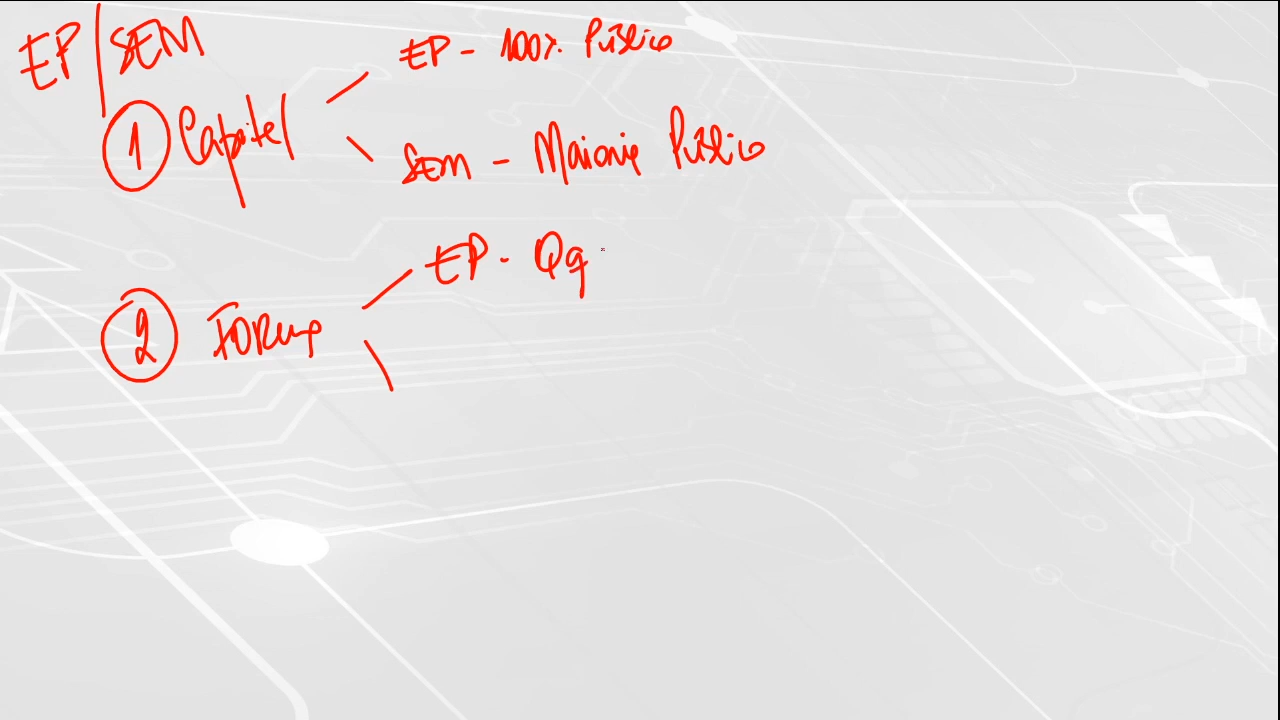 EP/SEM
EP - 100% Público
① Capital
SEM - Maioria Público
EP - Qq
② FORMA